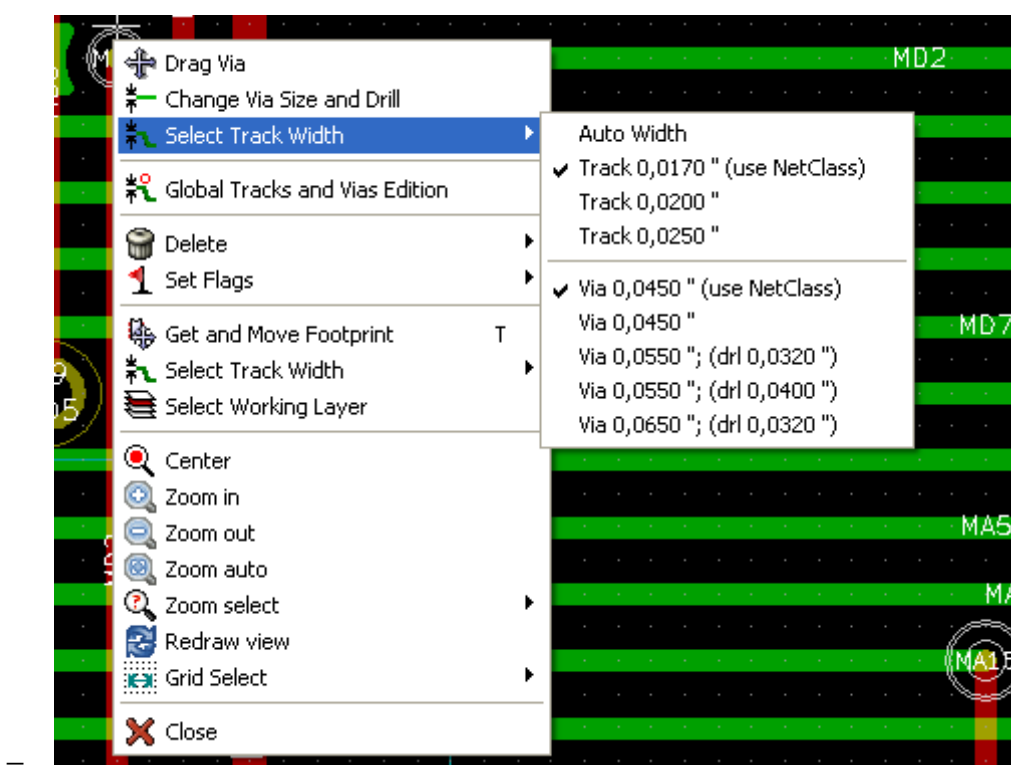 MD2
Drag Via
Change Via Size and Drill
Select Track Width
Global Tracks and Vias Edition
Delete
Set Flags
Get and Move Footprint T
Select Track Width
Select Working Layer
Center
Zoom in
Zoom out
Zoom auto
Zoom select
Redraw view
Grid Select
Close
Auto Width
Track 0,0170 " (use NetClass)
Track 0,0200 "
Track 0,0250 "
Via 0,0450 " (use NetClass)
Via 0,0450 "
Via 0,0550 "; (drl 0,0320 ")
Via 0,0550 "; (drl 0,0400 ")
Via 0,0650 "; (drl 0,0320 ")
MD7
MA5